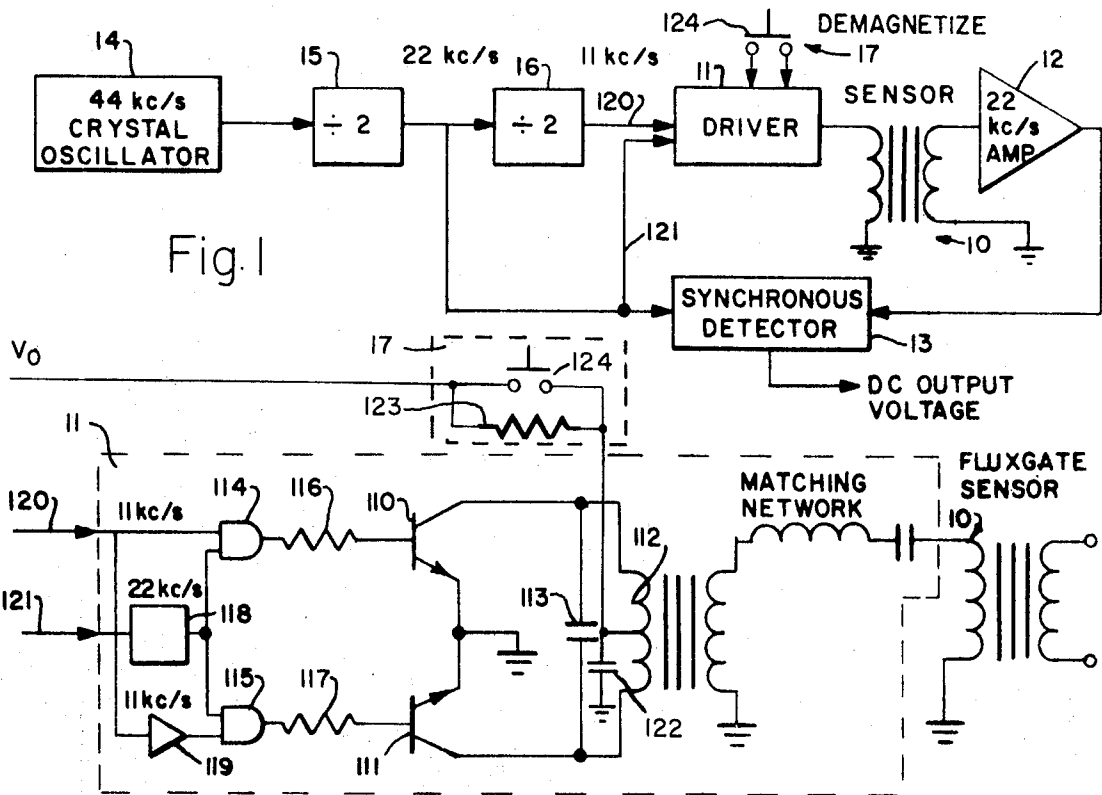 14
44 kc/s
CRYSTAL
OSCILLATOR
15
÷ 2
22 kc/s
16
÷ 2
11 kc/s
120
124
DEMAGNETIZE
17
11
DRIVER
SENSOR
12
22
kc/s
AMP
10
121
Fig.1
SYNCHRONOUS
DETECTOR
13
DC OUTPUT
VOLTAGE
Vo
17
124
123
11
120
11kc/s
114
116
110
MATCHING
NETWORK
FLUXGATE
SENSOR
10
112
113
121
22kc/s
118
11kc/s
115
117
119
111
122